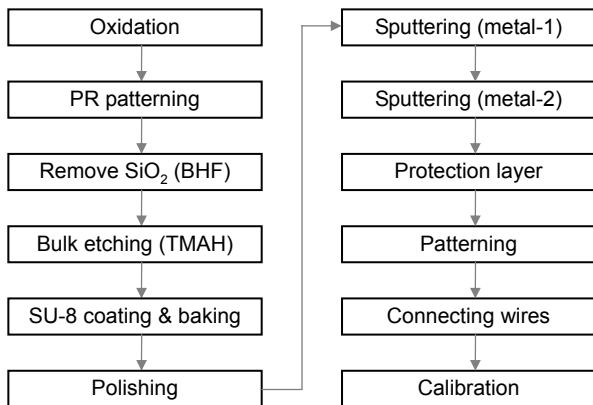 Oxidation
PR patterning
Remove SiO₂ (BHF)
Bulk etching (TMAH)
SU-8 coating & baking
Polishing
Sputtering (metal-1)
Sputtering (metal-2)
Protection layer
Patterning
Connecting wires
Calibration